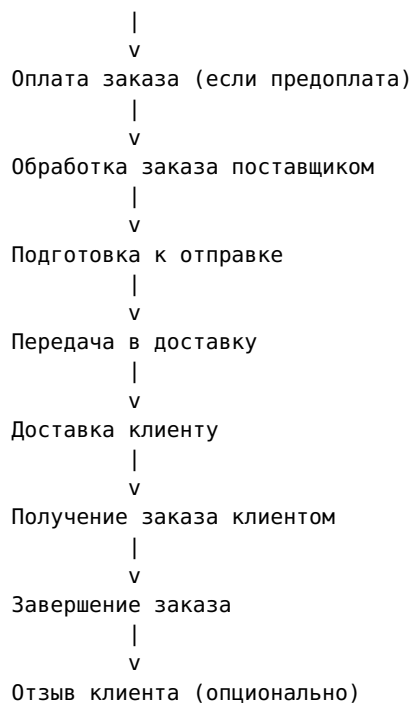 |
v
Оплата заказа (если предоплата)
|
v
Обработка заказа поставщиком
|
v
Подготовка к отправке
|
v
Передача в доставку
|
v
Доставка клиенту
|
v
Получение заказа клиентом
|
v
Завершение заказа
|
v
Отзыв клиента (опционально)